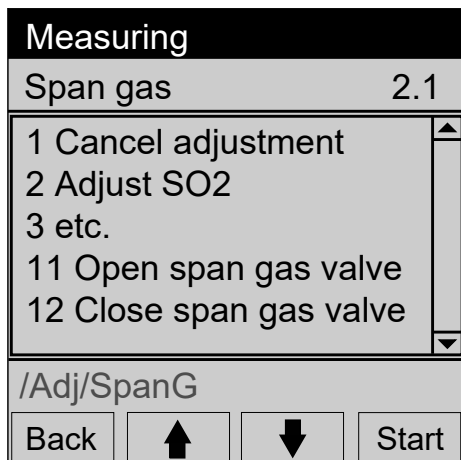 Measuring
Span gas 2.1
1 Cancel adjustment
2 Adjust SO2
3 etc.
11 Open span gas valve
12 Close span gas valve
/Adj/SpanG
Back Start